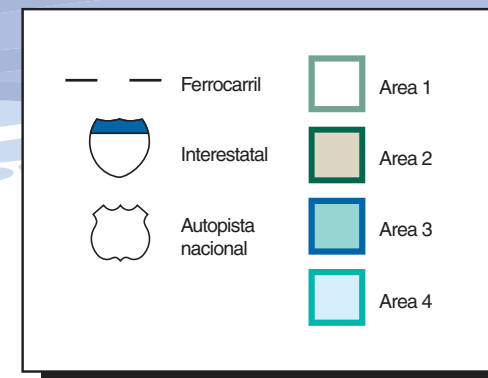 Ferrocarril
Interestatal
Autopista
nacional
Area 1
Area 2
Area 3
Area 4